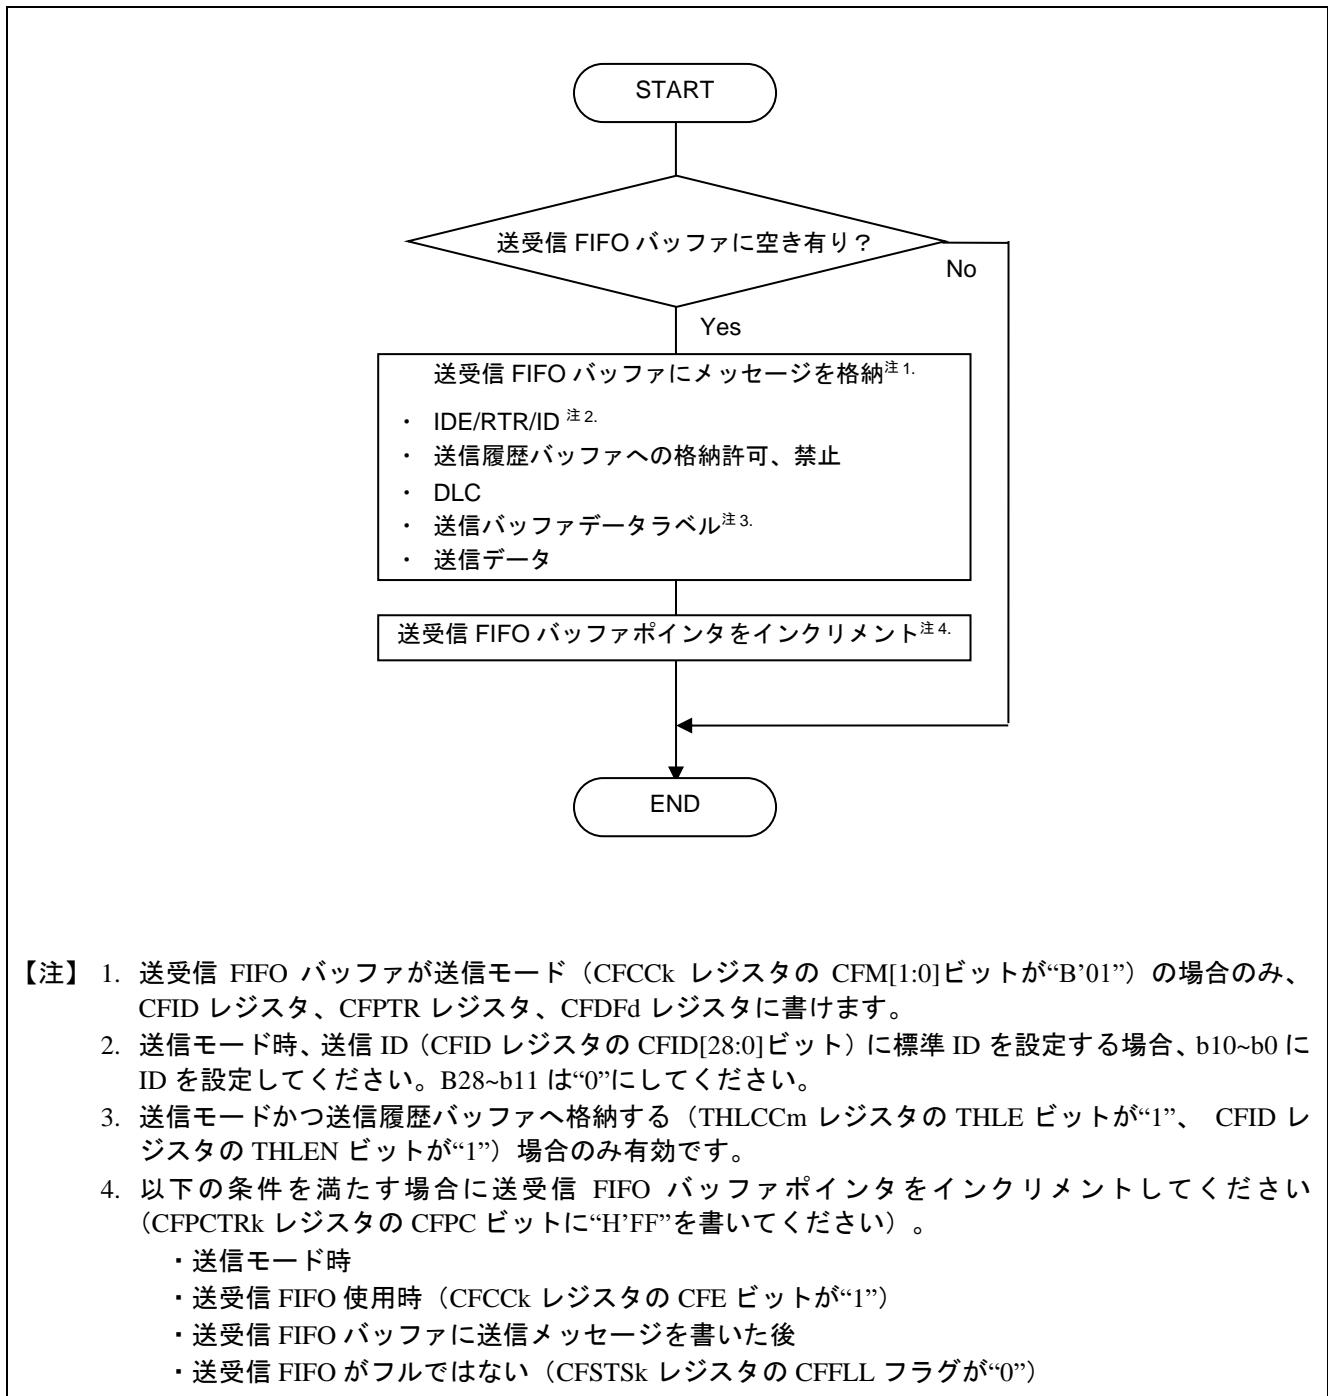 START
送受信 FIFO バッファに空き有り？
No
Yes
送受信 FIFO バッファにメッセージを格納注 1.
・ IDE/RTR/ID 注 2.
・ 送信履歴バッファへの格納許可、禁止
・ DLC
・ 送信バッファデータラベル注 3.
・ 送信データ
送受信 FIFO バッファポインタをインクリメント注 4.
END
【注】 1. 送受信 FIFO バッファが送信モード（CFCCk レジスタの CFM[1:0]ビットが“B’01”）の場合のみ、
CFID レジスタ、CFPTR レジスタ、CFDFd レジスタに書けます。
2. 送信モード時、送信 ID（CFID レジスタの CFID[28:0]ビット）に標準 ID を設定する場合、b10~b0 に
ID を設定してください。B28~b11 は“0”にしてください。
3. 送信モードかつ送信履歴バッファへ格納する（THLCCm レジスタの THLE ビットが“1”、 CFID レ
ジスタの THLEN ビットが“1”）場合のみ有効です。
4. 以下の条件を満たす場合に送受信 FIFO バッファポインタをインクリメントしてください
（CFPCTRk レジスタの CFPC ビットに“H’FF”を書いてください）。
・送信モード時
・送受信 FIFO 使用時（CFCCk レジスタの CFE ビットが“1”）
・送受信 FIFO バッファに送信メッセージを書いた後
・送受信 FIFO がフルではない（CFSTSk レジスタの CFFLL フラグが“0”）